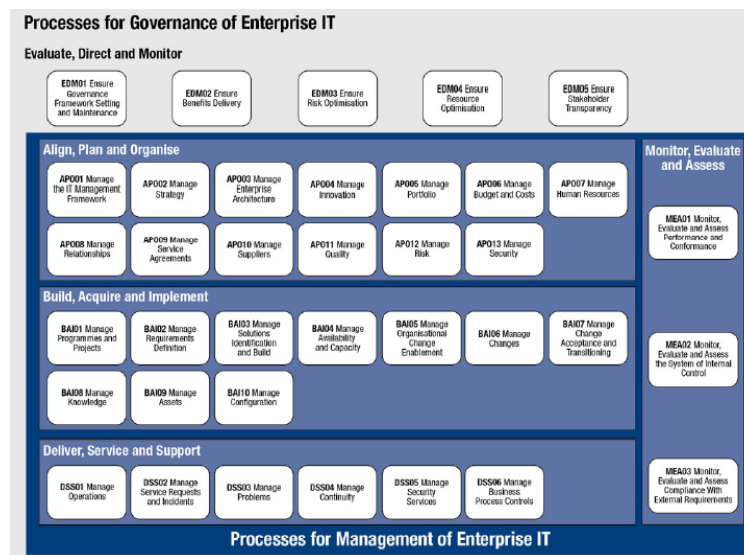 Processes for Governance of Enterprise IT
Evaluate, Direct and Monitor
EDM01 Ensure
Governance
Framework Setting
and Maintenance
EDM02 Ensure
Benefits Delivery
EDM03 Ensure
Risk Optimisation
EDM04 Ensure
Resource
Optimisation
EDM05 Ensure
Stakeholder
Transparency
Align, Plan and Organise
APO01 Manage
the IT Management
Framework
APO02 Manage
Strategy
APO03 Manage
Enterprise
Architecture
APO04 Manage
Innovation
APO05 Manage
Portfolio
APO06 Manage
Budget and Costs
APO07 Manage
Human Resources
APO08 Manage
Relationships
APO09 Manage
Service
Agreements
APO10 Manage
Suppliers
APO11 Manage
Quality
APO12 Manage
Risk
APO13 Manage
Security
Build, Acquire and Implement
BAI01 Manage
Programmes and
Projects
BAI02 Manage
Requirements
Definition
BAI03 Manage
Solutions
Identification
and Build
BAI04 Manage
Availability
and Capacity
BAI05 Manage
Organisational
Change
Enablement
BAI06 Manage
Changes
BAI07 Manage
Change
Acceptance and
Transitioning
BAI08 Manage
Knowledge
BAI09 Manage
Assets
BAI10 Manage
Configuration
Deliver, Service and Support
DSS01 Manage
Operations
DSS02 Manage
Service Requests
and Incidents
DSS03 Manage
Problems
DSS04 Manage
Continuity
DSS05 Manage
Security
Services
DSS06 Manage
Business
Process Controls
Monitor, Evaluate
and Assess
MEA01 Monitor,
Evaluate and Assess
Performance and
Conformance
MEA02 Monitor,
Evaluate and Assess
the System of Internal
Control
MEA03 Monitor,
Evaluate and Assess
Compliance With
External Requirements
Processes for Management of Enterprise IT